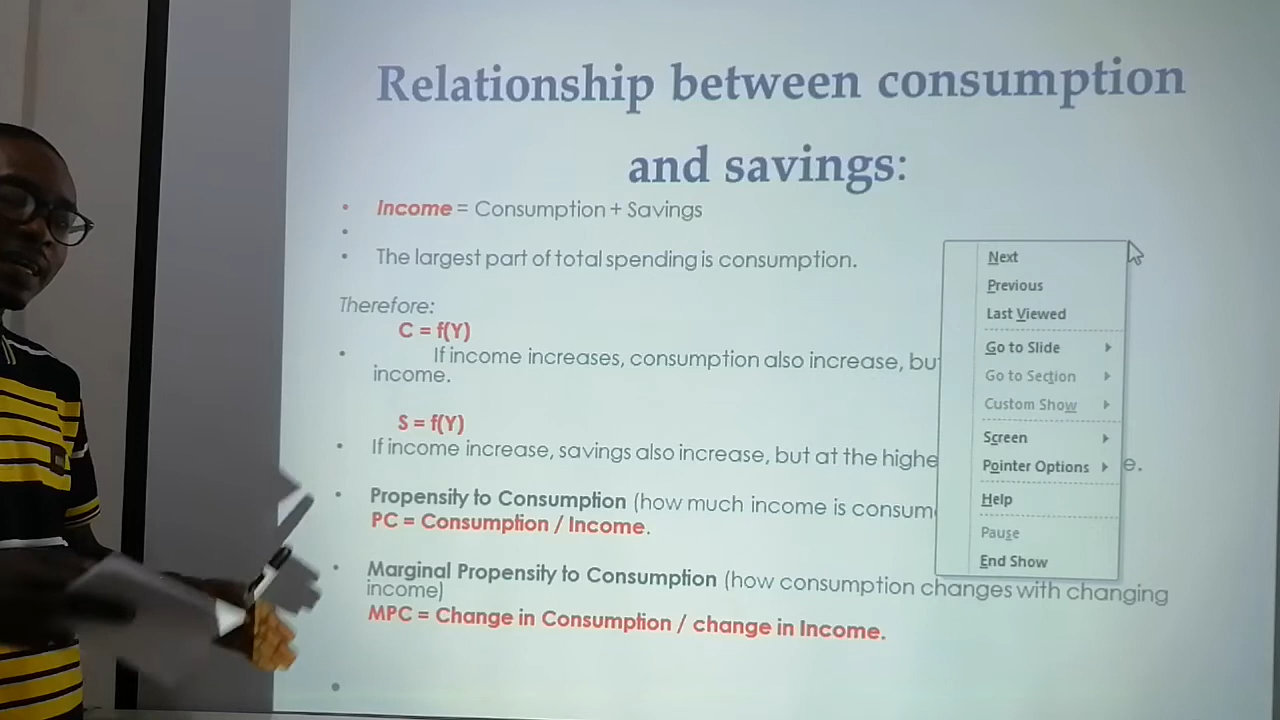 Relationship between consumption
and savings:
• Income = Consumption + Savings
•
• The largest part of total spending is consumption.
Therefore:
C = f(Y)
• If income increases, consumption also increase,
income.
S = f(Y)
• If income increase, savings also increase, but at the
• Propensity to Consumption (how much income is
PC = Consumption / Income.
• Marginal Propensity to Consumption (how consumption changes with changing
income)
MPC = Change in Consumption / change in Income.
•
Next
Previous
Last Viewed
Go to Slide
Go to Section
Custom Show
Screen
Pointer Options
Help
Pause
End Show